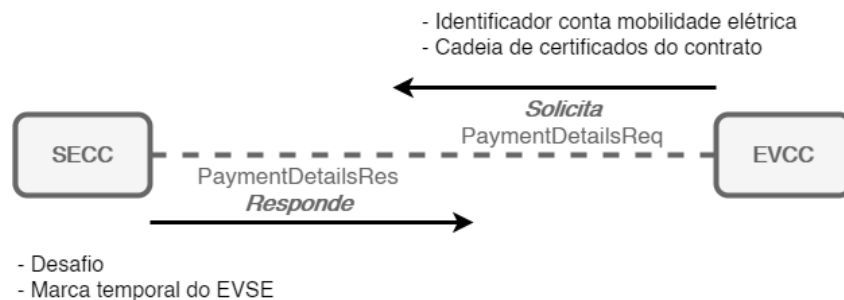 - Identificador conta mobilidade elétrica
- Cadeia de certificados do contrato
Solicita
PaymentDetailsReq
SECC
EVCC
PaymentDetailsRes
Responde
- Desafio
- Marca temporal do EVSE